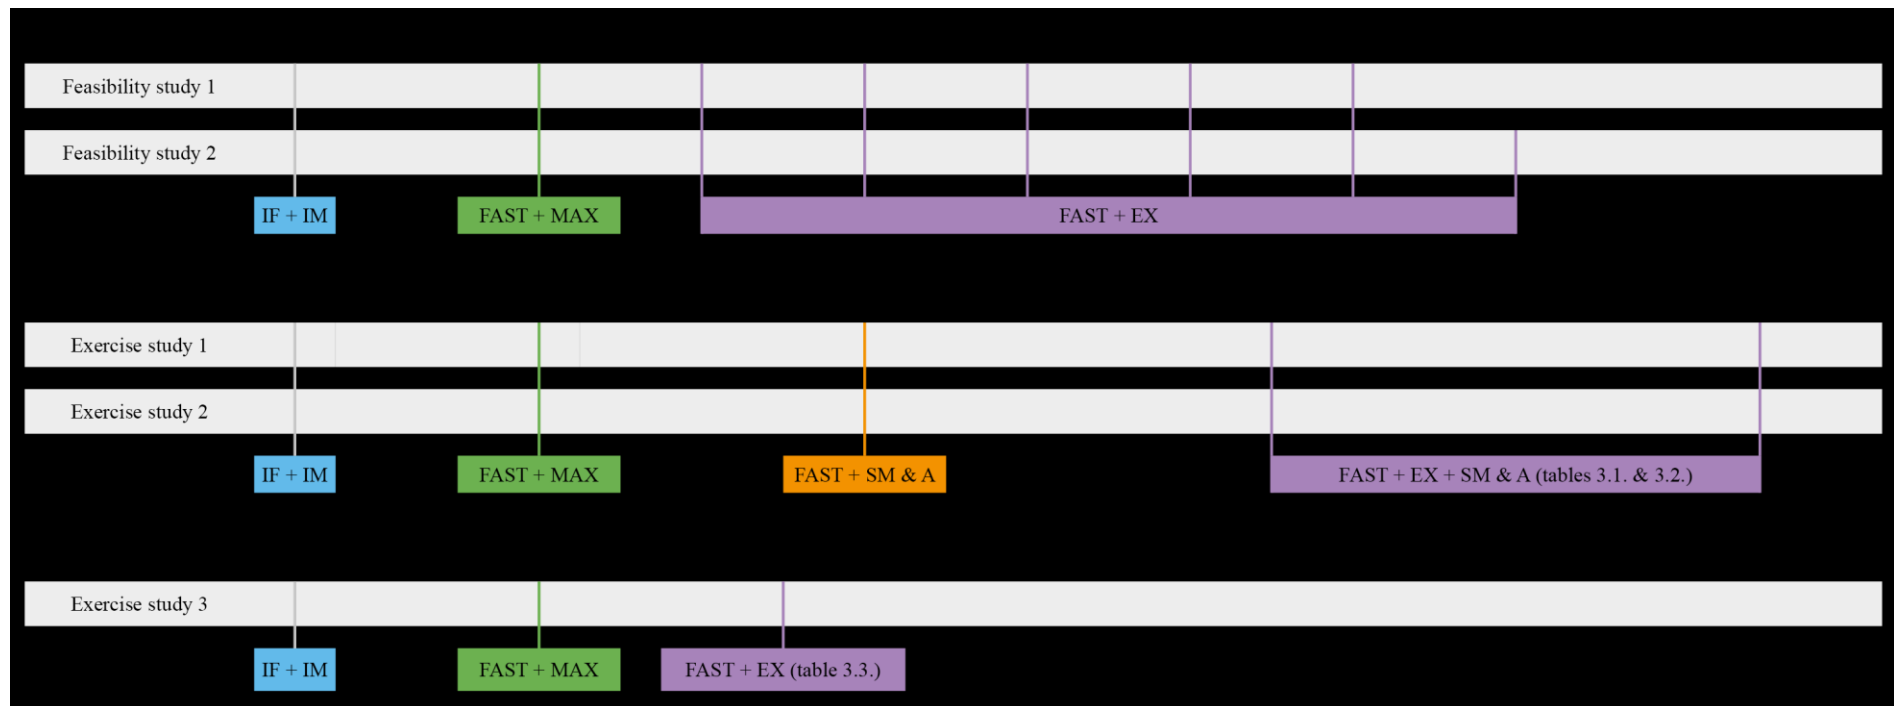 Feasibility study 1
Feasibility study 2
IF + IM
FAST + MAX
FAST + EX
Exercise study 1
Exercise study 2
IF + IM
FAST + MAX
FAST + SM & A
FAST + EX + SM & A (tables 3.1. & 3.2.)
Exercise study 3
IF + IM
FAST + MAX
FAST + EX (table 3.3.)